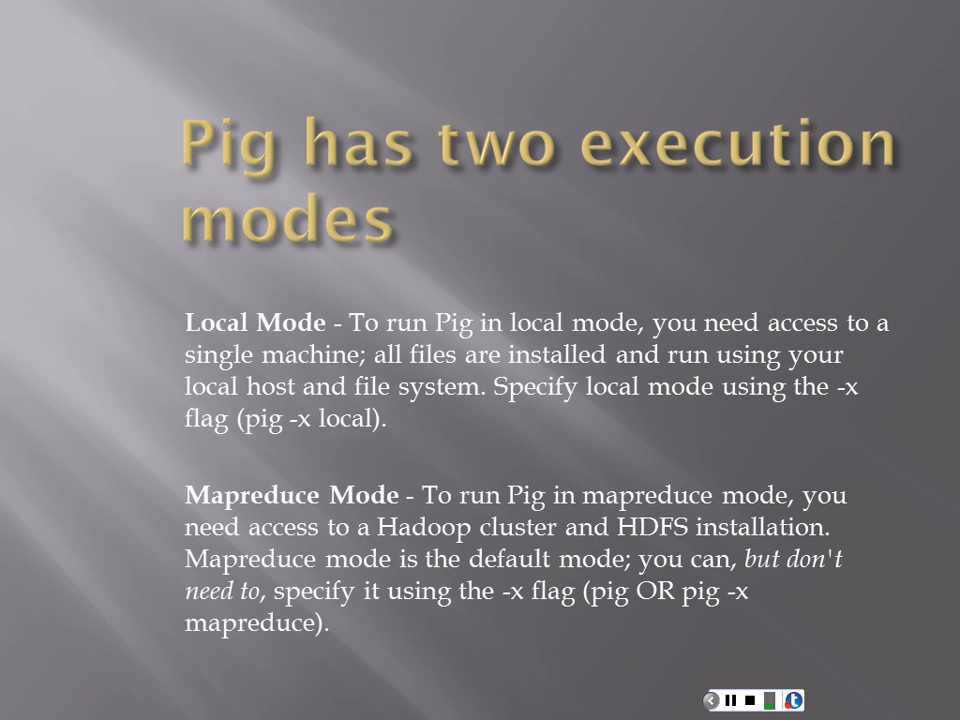 Pig has two execution
modes
Local Mode - To run Pig in local mode, you need access to a
single machine; all files are installed and run using your
local host and file system. Specify local mode using the -x
flag (pig -x local).
Mapreduce Mode - To run Pig in mapreduce mode, you
need access to a Hadoop cluster and HDFS installation.
Mapreduce mode is the default mode; you can, but don't
need to, specify it using the -x flag (pig OR pig -x
mapreduce).
t